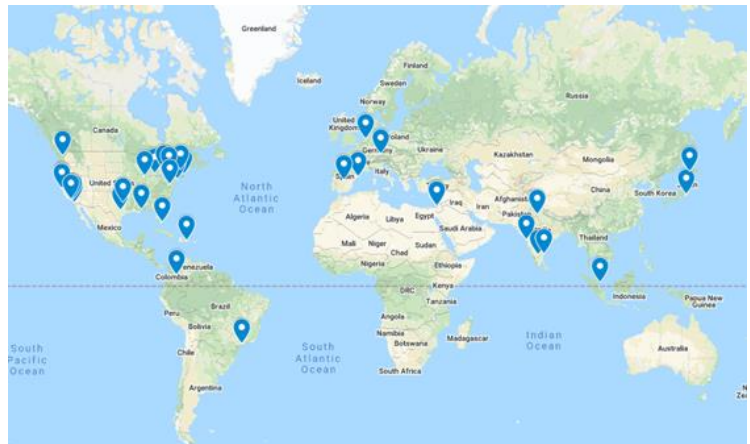 Greenland
Iceland
Finland
Sweden
Norway
Russia
Canada
United
Kingdom
Poland
Germany
Ukraine
Kazakhstan
Mongolia
Spain
Italy
North
Atlantic
Ocean
United
Afghanistan
China
South Korea
Iraq
Iran
Pakistan
Algeria
Libya
Egypt
Saudi Arabia
Mexico
Mali
Niger
Chad
Sudan
Thailand
Nigeria
Ethiopia
Venezuela
Colombia
DRC
Kenya
Indonesia
Papua New
Guinea
Tanzania
Brazil
Peru
Angola
Bolivia
Namibia
Botswana
Madagascar
South
Pacific
Ocean
South
Atlantic
Ocean
Indian
Ocean
Chile
Australia
South Africa
Argentina